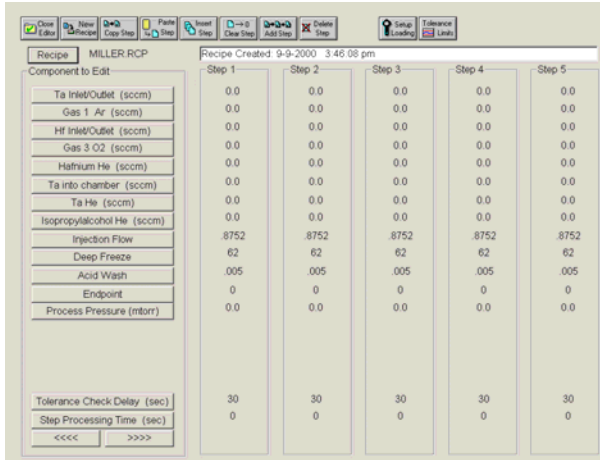 Close Editor New Recipe Copy Step Paste Step Insert Step Clear Step Add Step Delete Step Setup Loading Tolerance Limits
Recipe MILLER.RCP Recipe Created: 9-9-2000 3:46:08 pm
Component to Edit Step 1 Step 2 Step 3 Step 4 Step 5
Ta Inlet/Outlet (sccm) 0.0 0.0 0.0 0.0 0.0
Gas 1 Ar (sccm) 0.0 0.0 0.0 0.0 0.0
Hf Inlet/Outlet (sccm) 0.0 0.0 0.0 0.0 0.0
Gas 3 O2 (sccm) 0.0 0.0 0.0 0.0 0.0
Hafnium He (sccm) 0.0 0.0 0.0 0.0 0.0
Ta into chamber (sccm) 0.0 0.0 0.0 0.0 0.0
Ta He (sccm) 0.0 0.0 0.0 0.0 0.0
Isopropylalcohol He (sccm) 0.0 0.0 0.0 0.0 0.0
Injection Flow .8752 .8752 .8752 .8752 .8752
Deep Freeze 62 62 62 62 62
Acid Wash .005 .005 .005 .005 .005
Endpoint 0 0 0 0 0
Process Pressure (mtorr) 0.0 0.0 0.0 0.0 0.0
Tolerance Check Delay (sec) 30 30 30 30 30
Step Processing Time (sec) 0 0 0 0 0
<<<< >>>>